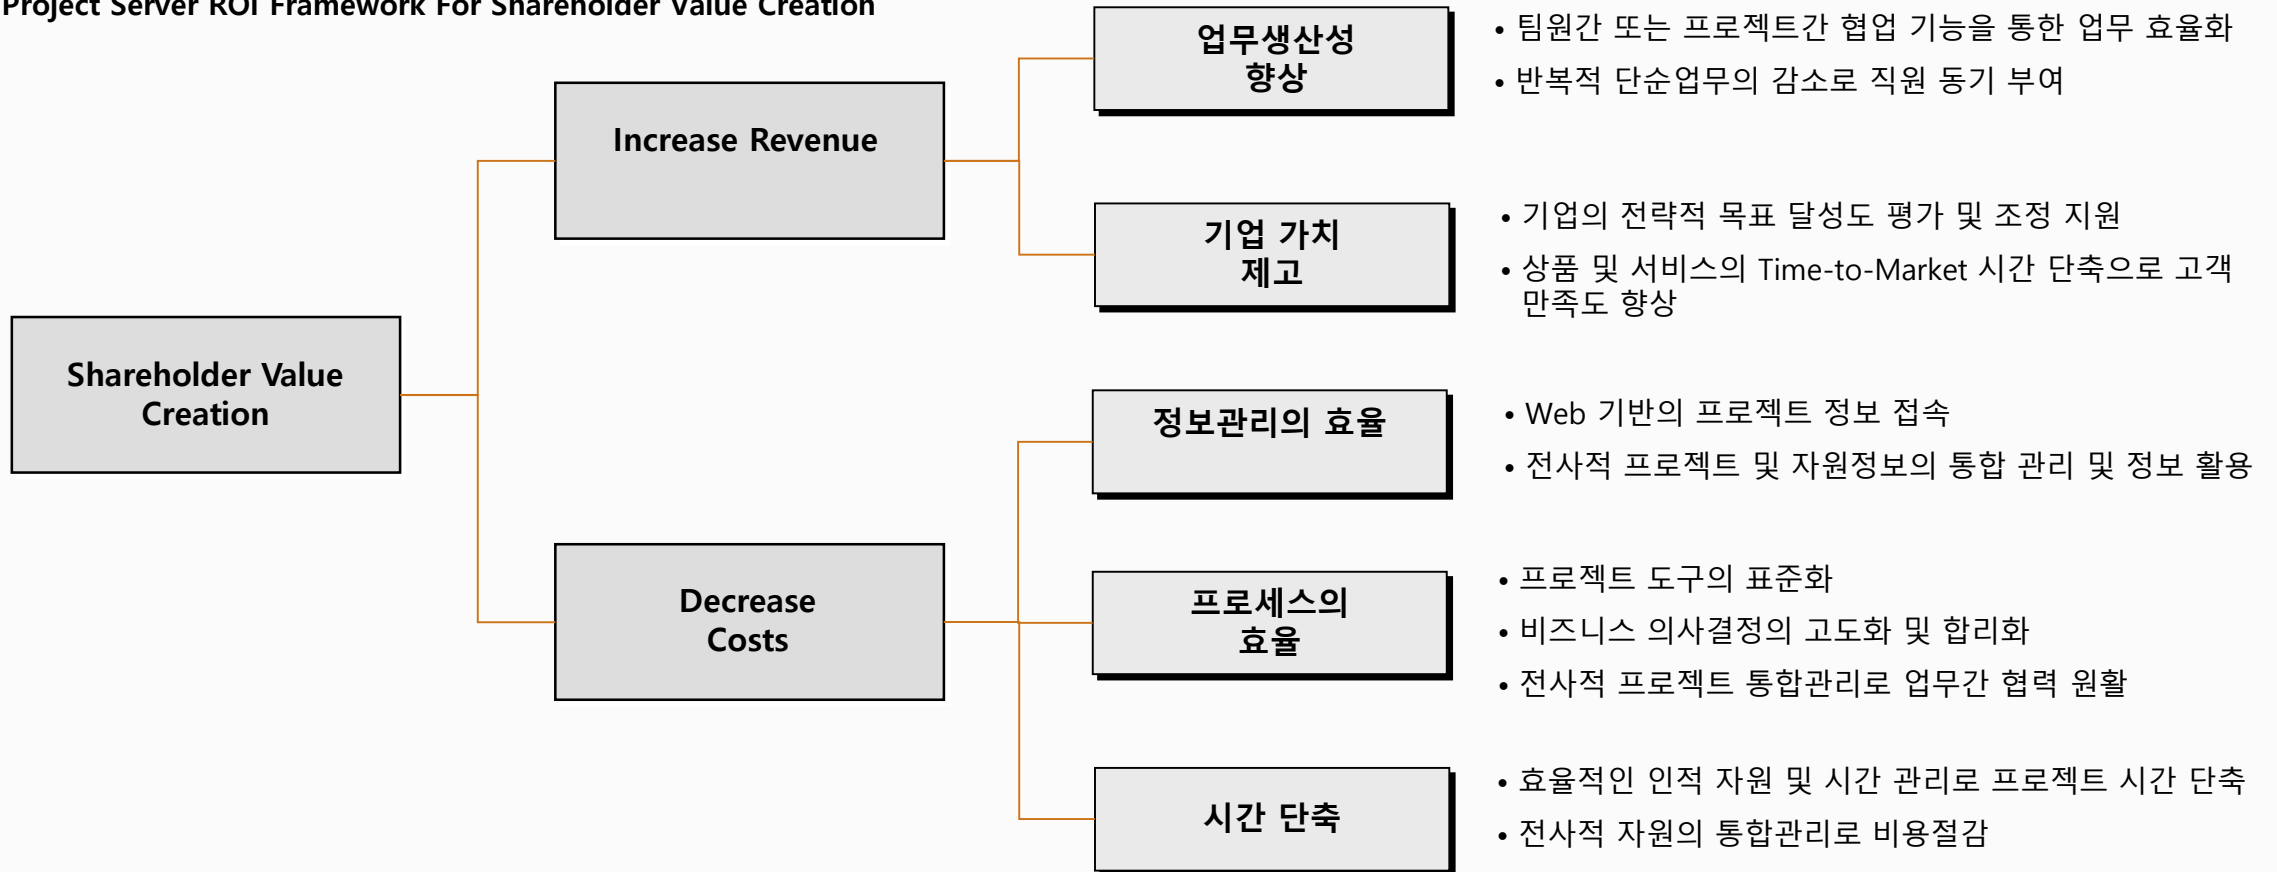 Project Server ROI Framework For Shareholder Value Creation
Shareholder Value
Creation
Increase Revenue
업무생산성
향상
• 팀원간 또는 프로젝트간 협업 기능을 통한 업무 효율화
• 반복적 단순업무의 감소로 직원 동기 부여
기업 가치
제고
• 기업의 전략적 목표 달성도 평가 및 조정 지원
• 상품 및 서비스의 Time-to-Market 시간 단축으로 고객
만족도 향상
Decrease
Costs
정보관리의 효율
• Web 기반의 프로젝트 정보 접속
• 전사적 프로젝트 및 자원정보의 통합 관리 및 정보 활용
프로세스의
효율
• 프로젝트 도구의 표준화
• 비즈니스 의사결정의 고도화 및 합리화
• 전사적 프로젝트 통합관리로 업무간 협력 원활
시간 단축
• 효율적인 인적 자원 및 시간 관리로 프로젝트 시간 단축
• 전사적 자원의 통합관리로 비용절감